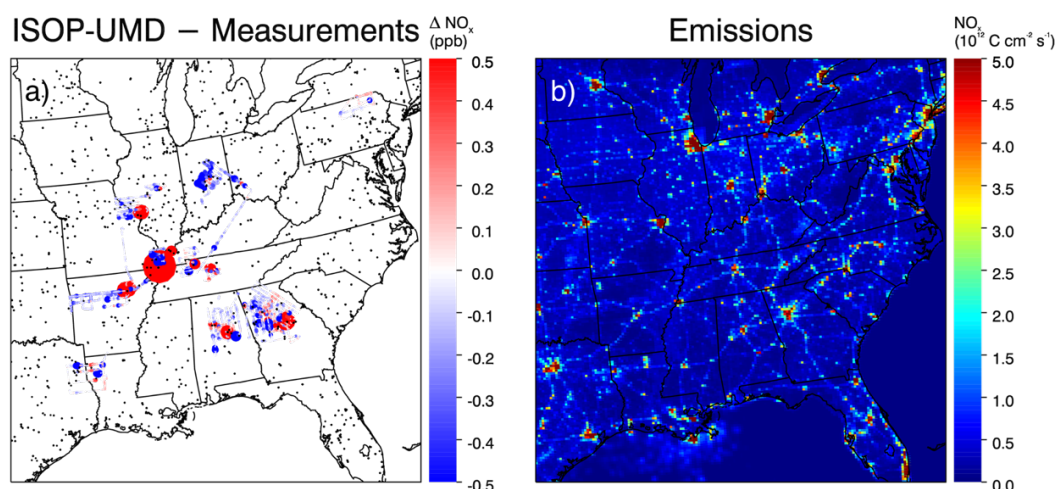 ISOP-UMD – Measurements
Δ NOₓ
(ppb)
a)
0.5
0.4
0.3
0.2
0.1
0.0
-0.1
-0.2
-0.3
-0.4
-0.5
Emissions
NOₓ
(10¹² C cm⁻² s⁻¹)
b)
5.0
4.5
4.0
3.5
3.0
2.5
2.0
1.5
1.0
0.5
0.0